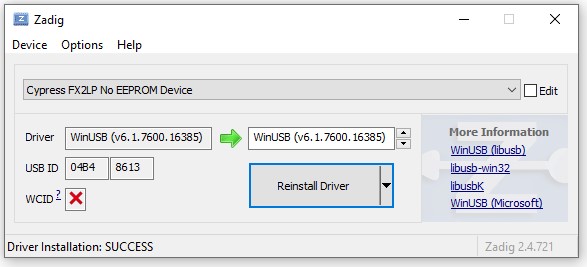 Zadig
Device Options Help
Cypress FX2LP No EEPROM Device
Edit
Driver WinUSB (v6.1.7600.16385) WinUSB (v6.1.7600.16385)
USB ID 04B4 8613
WCID ?
Reinstall Driver
More Information
WinUSB (libusb)
libusb-win32
libusbK
WinUSB (Microsoft)
Driver Installation: SUCCESS
Zadig 2.4.721